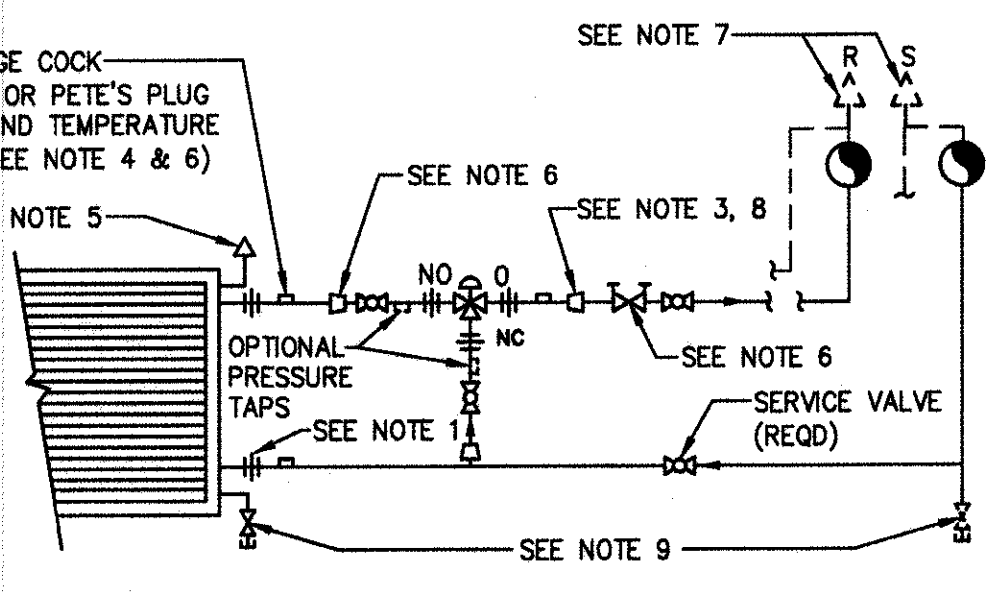 SEE NOTE 7
R S
GE COCK
OR PETE'S PLUG
ND TEMPERATURE
EE NOTE 4 & 6)
SEE NOTE 6
SEE NOTE 3, 8
NOTE 5
NO O
NC
OPTIONAL
PRESSURE
TAPS
SEE NOTE 6
SEE NOTE 1
SERVICE VALVE
(REQD)
SEE NOTE 9